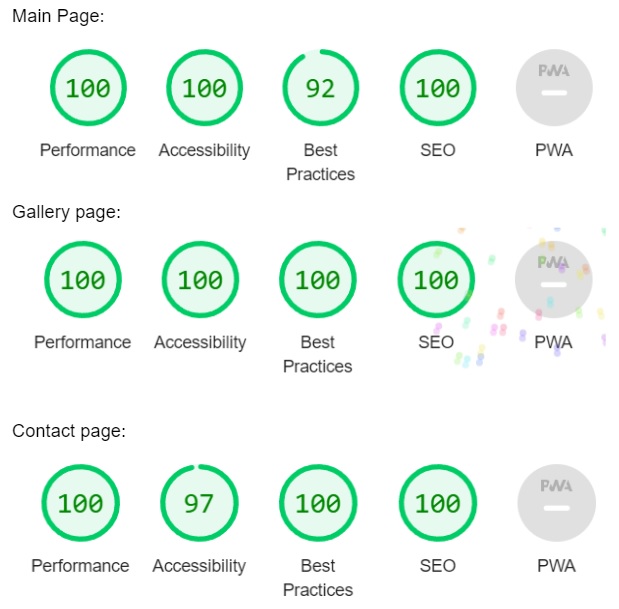 Main Page:
100 100 92 100 PWA
Performance Accessibility Best Practices SEO PWA
Gallery page:
100 100 100 100 PWA
Performance Accessibility Best Practices SEO PWA
Contact page:
100 97 100 100 PWA
Performance Accessibility Best Practices SEO PWA